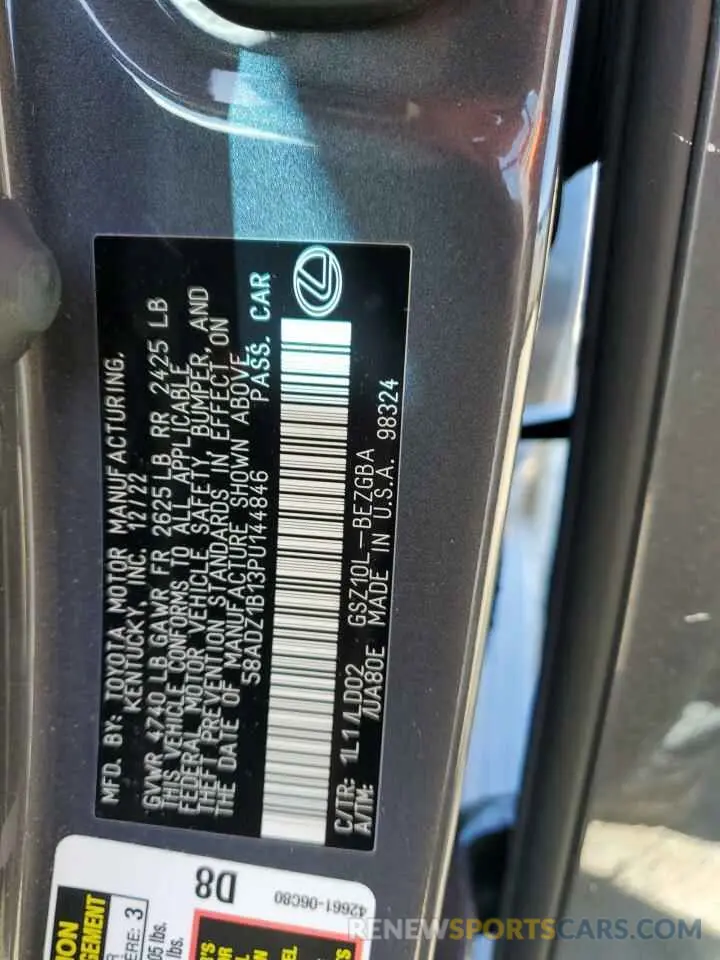 MFD. BY: TOYOTA MOTOR MANUFACTURING,
KENTUCKY, INC. 12/22
GVWR 4740 LB GAWR FR 2625 LB RR 2425 LB
THIS VEHICLE CONFORMS TO ALL APPLICABLE
FEDERAL MOTOR VEHICLE SAFETY, BUMPER, AND
THEFT PREVENTION STANDARDS IN EFFECT ON
THE DATE OF MANUFACTURE SHOWN ABOVE.
58ADZ1B13PU144846 PASS. CAR
C/TR: 1L1/LD02 GSZ10L-BEZGBA
A/TM: /UA80E MADE IN U.S.A. 98324
D8
42661-06C80
3
lbs.
lbs.
RENEWSPORTSCARS.COM